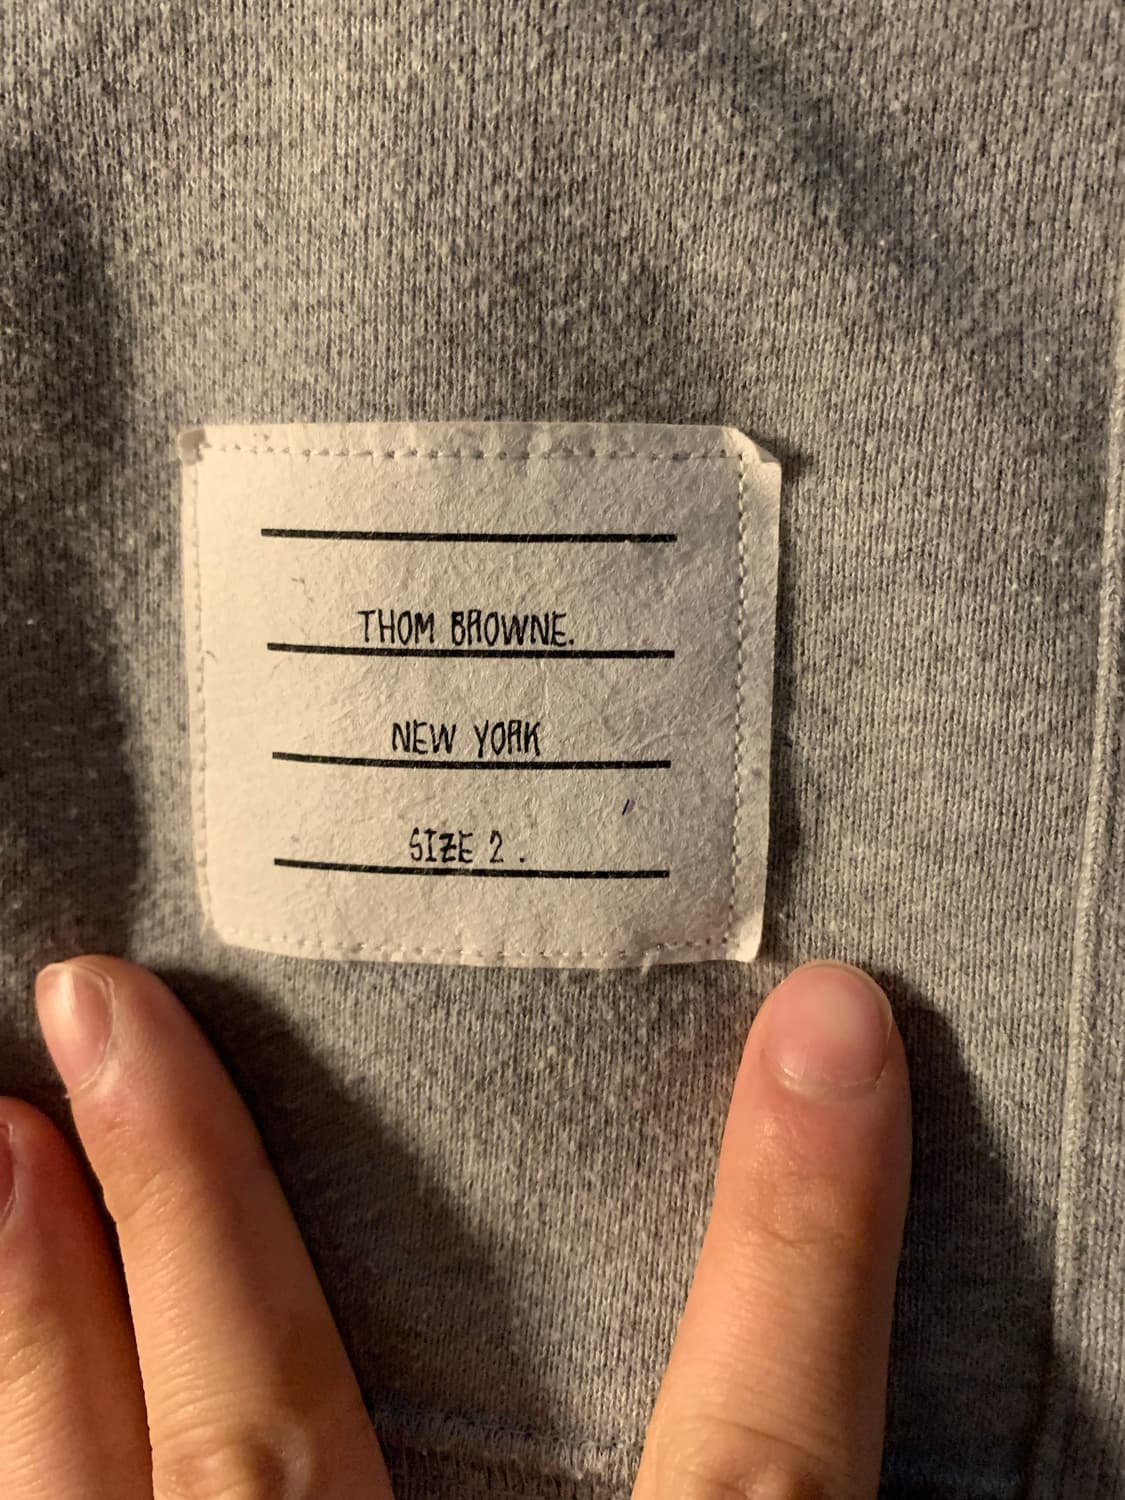 THOM BROWNE.
NEW YORK
SIZE 2 .